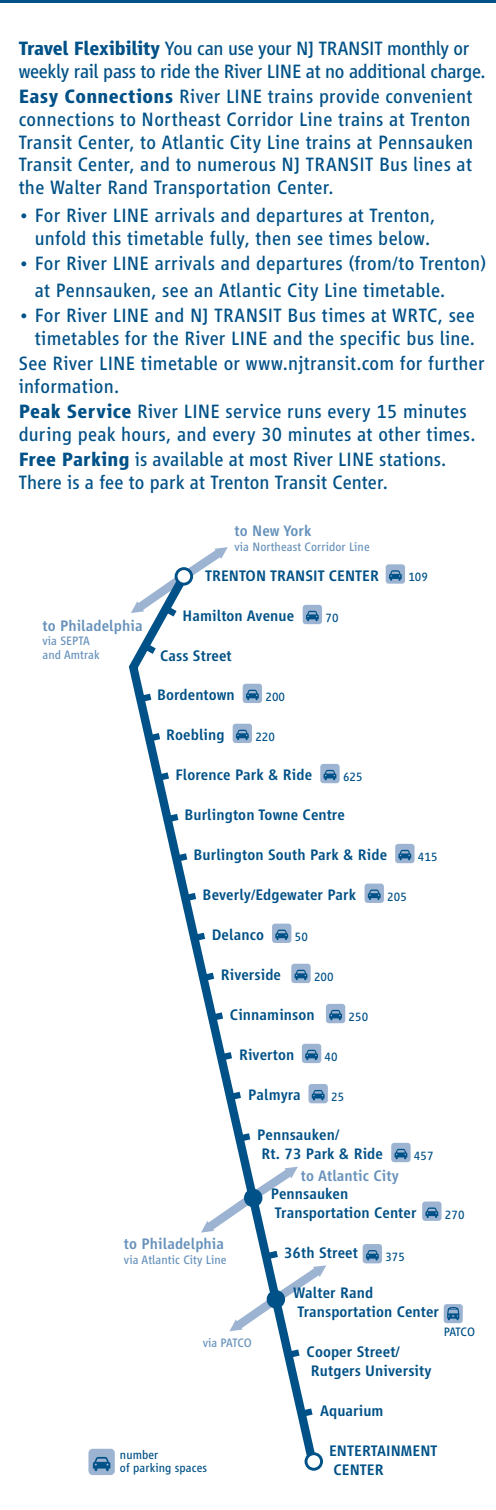 Travel Flexibility You can use your NJ TRANSIT monthly or
weekly rail pass to ride the River LINE at no additional charge.
Easy Connections River LINE trains provide convenient
connections to Northeast Corridor Line trains at Trenton
Transit Center, to Atlantic City Line trains at Pennsauken
Transit Center, and to numerous NJ TRANSIT Bus lines at
the Walter Rand Transportation Center.
• For River LINE arrivals and departures at Trenton,
unfold this timetable fully, then see times below.
• For River LINE arrivals and departures (from/to Trenton)
at Pennsauken, see an Atlantic City Line timetable.
• For River LINE and NJ TRANSIT Bus times at WRTC, see
timetables for the River LINE and the specific bus line.
See River LINE timetable or www.njtransit.com for further
information.
Peak Service River LINE service runs every 15 minutes
during peak hours, and every 30 minutes at other times.
Free Parking is available at most River LINE stations.
There is a fee to park at Trenton Transit Center.
to New York
via Northeast Corridor Line
TRENTON TRANSIT CENTER 109
Hamilton Avenue 70
to Philadelphia
via SEPTA
and Amtrak
Cass Street
Bordentown 200
Roebling 220
Florence Park & Ride 625
Burlington Towne Centre
Burlington South Park & Ride 415
Beverly/Edgewater Park 205
Delanco 50
Riverside 200
Cinnaminson 250
Riverton 40
Palmyra 25
Pennsauken/
Rt. 73 Park & Ride 457
to Atlantic City
Pennsauken
Transportation Center 270
to Philadelphia
via Atlantic City Line
36th Street 375
Walter Rand
Transportation Center
PATCO
via PATCO
Cooper Street/
Rutgers University
Aquarium
ENTERTAINMENT
CENTER
number
of parking spaces